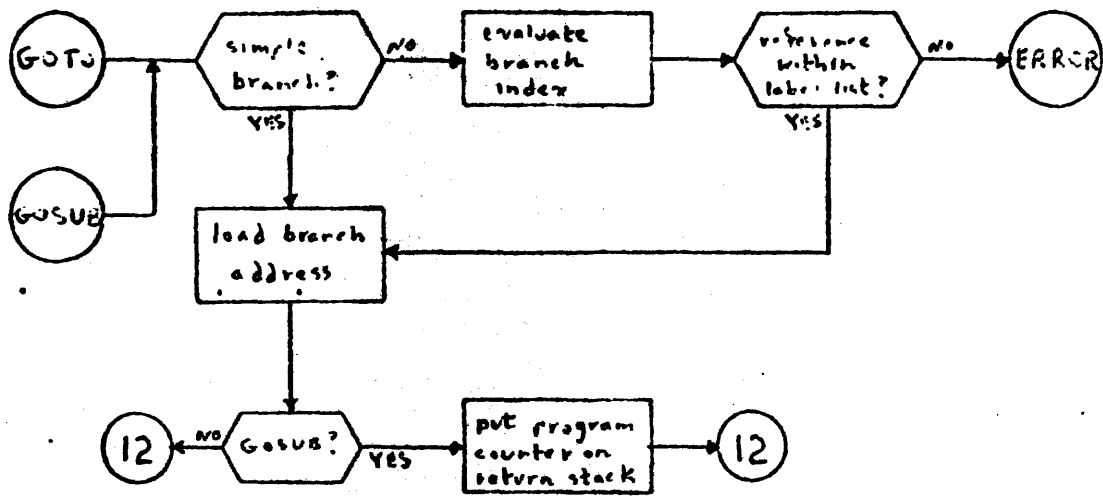 GOTO
simple
branch?
NO
evaluate
branch
index
reference
within
label list?
NO
ERROR
YES
YES
GOSUB
load branch
address
12
NO
GOSUB?
YES
put program
counter on
return stack
12